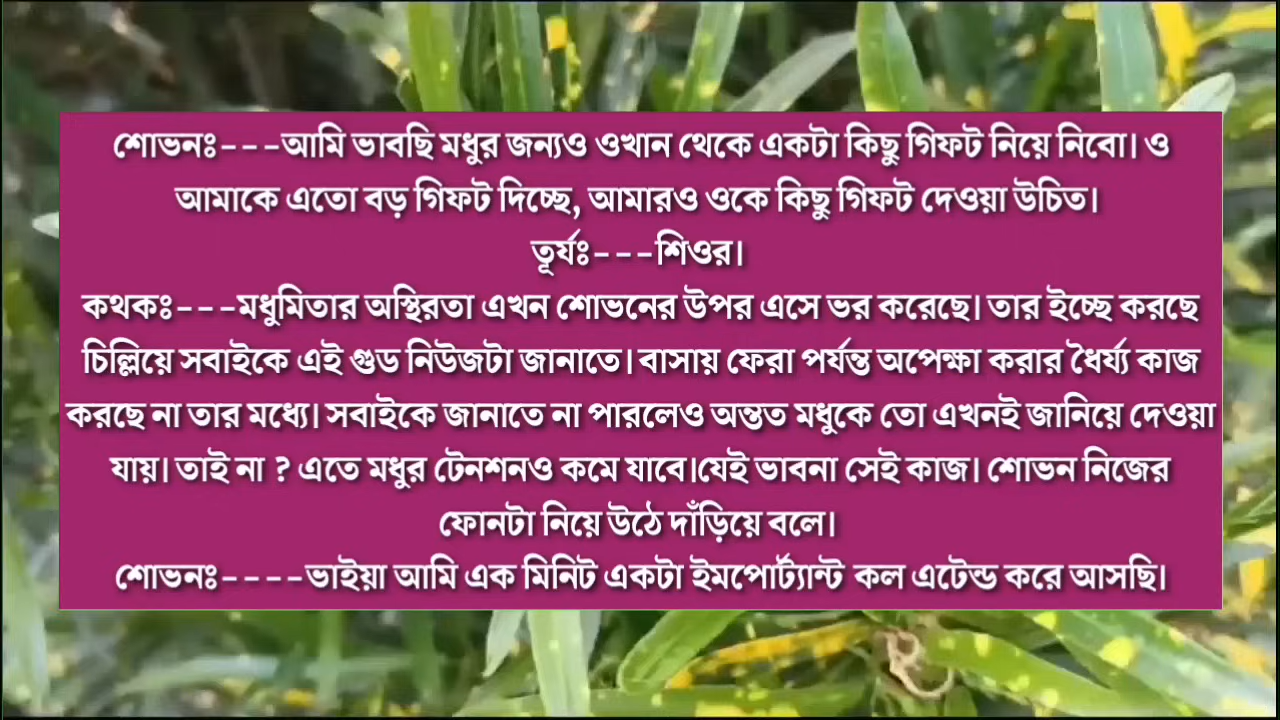 শোভনঃ---আমি ভাবছি মধুর জন্যও ওখান থেকে একটা কিছু গিফট নিয়ে নিবো। ও
আমাকে এতো বড় গিফট দিচ্ছে, আমারও ওকে কিছু গিফট দেওয়া উচিত।
তূর্যঃ---শিওর।
কথকঃ---মধুমিতার অস্থিরতা এখন শোভনের উপর এসে ভর করেছে। তার ইচ্ছে করছে
চিল্লিয়ে সবাইকে এই গুড নিউজটা জানাতে। বাসায় ফেরা পর্যন্ত অপেক্ষা করার ধৈর্য্য কাজ
করছে না তার মধ্যে। সবাইকে জানাতে না পারলেও অন্তত মধুকে তো এখনই জানিয়ে দেওয়া
যায়। তাই না ? এতে মধুর টেনশনও কমে যাবে।যেই ভাবনা সেই কাজ। শোভন নিজের
ফোনটা নিয়ে উঠে দাঁড়িয়ে বলে।
শোভনঃ----ভাইয়া আমি এক মিনিট একটা ইমপোর্ট্যান্ট কল এটেন্ড করে আসছি।